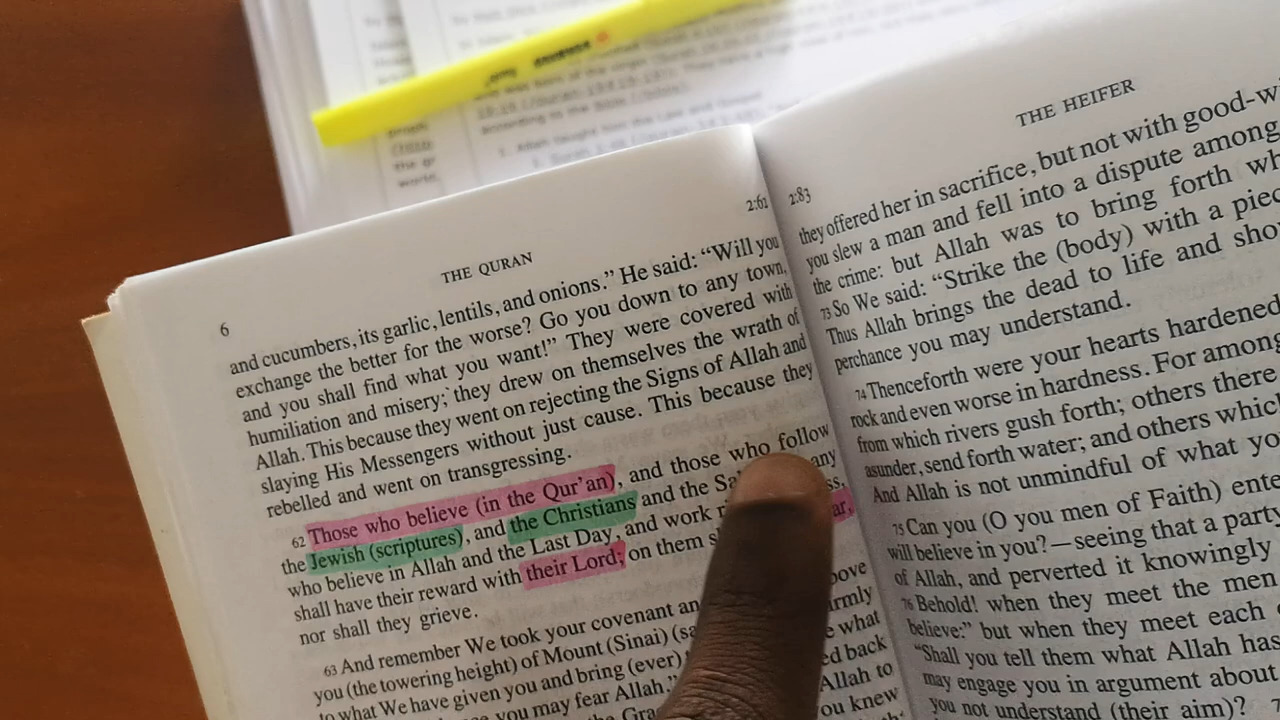 THE QURAN
2:61
6
and cucumbers, its garlic, lentils, and onions." He said: "Will you
exchange the better for the worse? Go you down to any town,
and you shall find what you want!" They were covered with
humiliation and misery; they drew on themselves the wrath of
Allah. This because they went on rejecting the Signs of Allah and
slaying His Messengers without just cause. This because they
rebelled and went on transgressing.
62 Those who believe (in the Qur'an), and those who follow
the Jewish (scriptures), and the Christians and the any
who believe in Allah and the Last Day, and work
shall have their reward with their Lord; on them
nor shall they grieve.
63 And remember We took your covenant
you (the towering height) of Mount (Sinai)
to what We have given you and bring (ever)
you may fear Allah."
Allah to
you knew
THE HEIFER
2:83
they offered her in sacrifice, but not with
you slew a man and fell into a dispute among
the crime: but Allah was to bring forth
73 So We said: "Strike the (body) with a
Thus Allah brings the dead to life and
perchance you may understand.
74 Thenceforth were your hearts hardened
rock and even worse in hardness. For among
from which rivers gush forth; others there
asunder, send forth water; and others which
And Allah is not unmindful of what
75 Can you (O you men of Faith)
will believe in you?—seeing that a party
of Allah, and perverted it knowingly
76 Behold! when they meet the men
believe:" but when they meet each
"Shall you tell them what Allah has
may engage you in argument about
you not understand (their aim)?